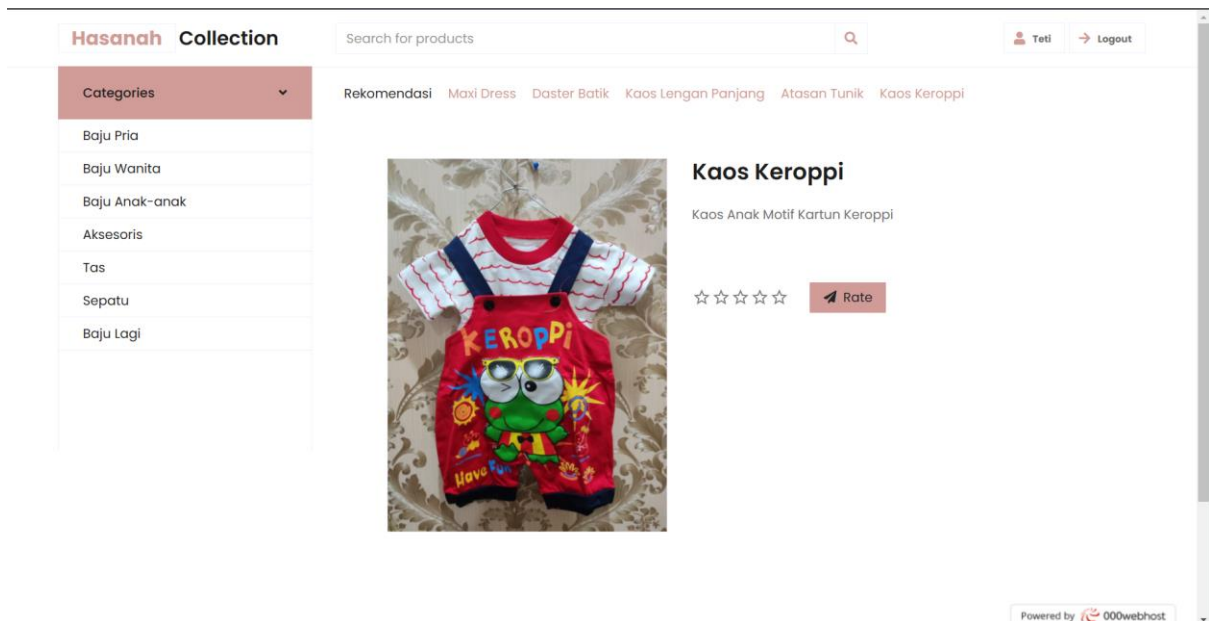 Hasanah Collection
Search for products
Teti
Logout
Categories
Rekomendasi Maxi Dress Daster Batik Kaos Lengan Panjang Atasan Tunik Kaos Keroppi
Baju Pria
Baju Wanita
Baju Anak-anak
Aksesoris
Tas
Sepatu
Baju Lagi
Kaos Keroppi
Kaos Anak Motif Kartun Keroppi
Rate
KEROPPi
Have Fun
Powered by 000webhost